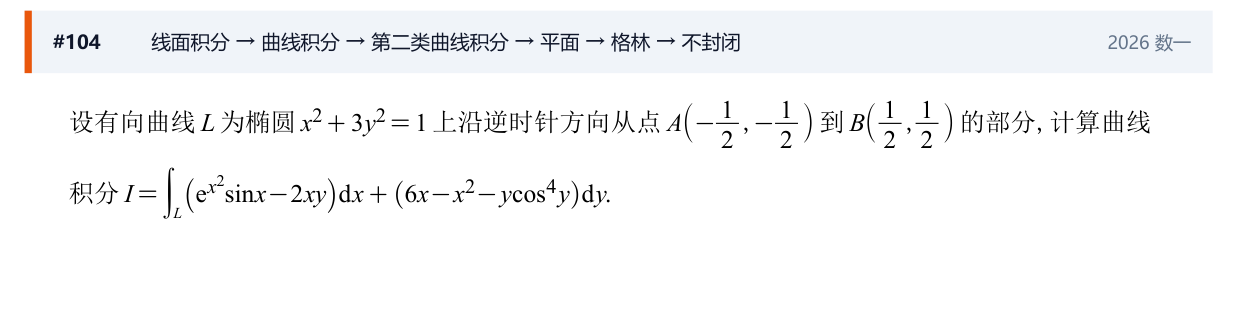 #104 线面积分 → 曲线积分 → 第二类曲线积分 → 平面 → 格林 → 不封闭 2026 数一
设有向曲线 L 为椭圆 x² + 3y² = 1 上沿逆时针方向从点 A(−1/2, −1/2) 到 B(1/2, 1/2) 的部分, 计算曲线
积分 I = ∫_L (e^{x²}sinx − 2xy)dx + (6x − x² − ycos⁴y)dy.